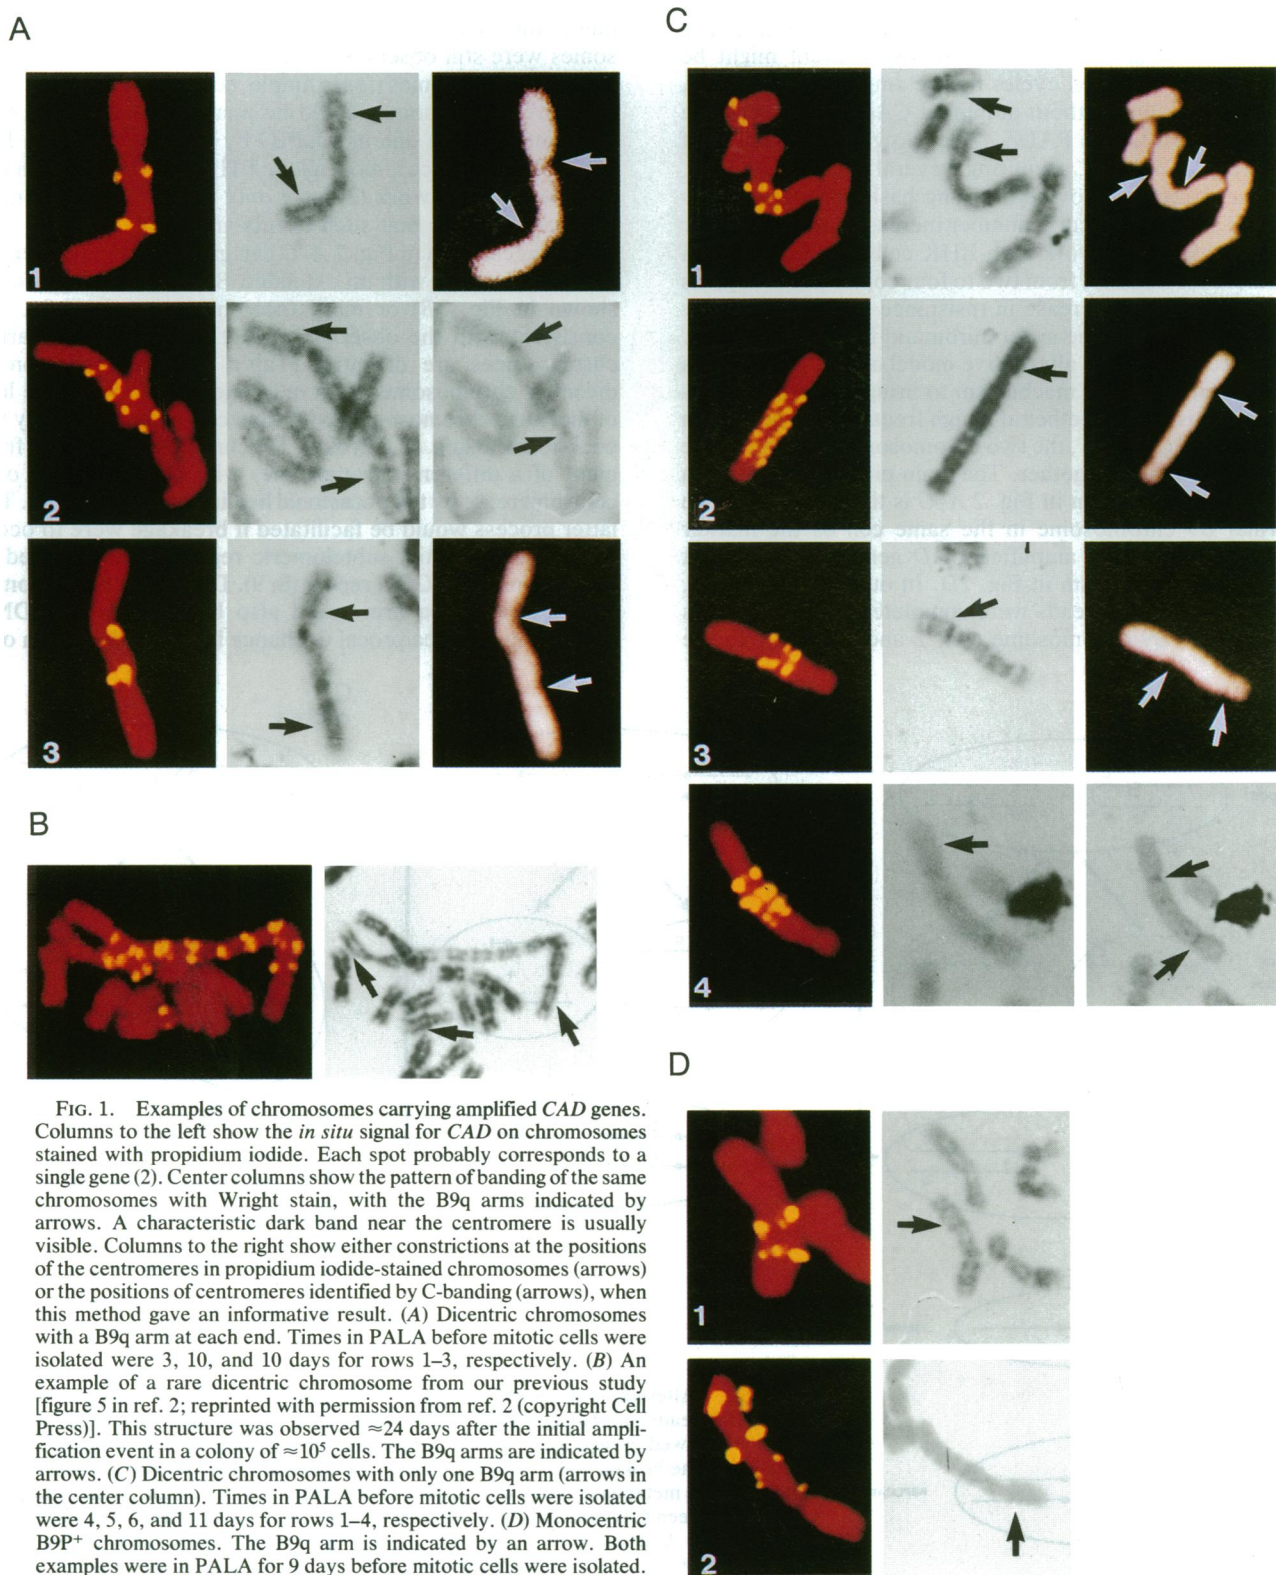 A
C
1
2
3
1
2
3
4
B
D
1
2
somes were still
might be
FIG. 1. Examples of chromosomes carrying amplified CAD genes.
Columns to the left show the in situ signal for CAD on chromosomes
stained with propidium iodide. Each spot probably corresponds to a
single gene (2). Center columns show the pattern of banding of the same
chromosomes with Wright stain, with the B9q arms indicated by
arrows. A characteristic dark band near the centromere is usually
visible. Columns to the right show either constrictions at the positions
of the centromeres in propidium iodide-stained chromosomes (arrows)
or the positions of centromeres identified by C-banding (arrows), when
this method gave an informative result. (A) Dicentric chromosomes
with a B9q arm at each end. Times in PALA before mitotic cells were
isolated were 3, 10, and 10 days for rows 1–3, respectively. (B) An
example of a rare dicentric chromosome from our previous study
[figure 5 in ref. 2; reprinted with permission from ref. 2 (copyright Cell
Press)]. This structure was observed ≈24 days after the initial ampli-
fication event in a colony of ≈10⁵ cells. The B9q arms are indicated by
arrows. (C) Dicentric chromosomes with only one B9q arm (arrows in
the center column). Times in PALA before mitotic cells were isolated
were 4, 5, 6, and 11 days for rows 1–4, respectively. (D) Monocentric
B9P⁺ chromosomes. The B9q arm is indicated by an arrow. Both
examples were in PALA for 9 days before mitotic cells were isolated.